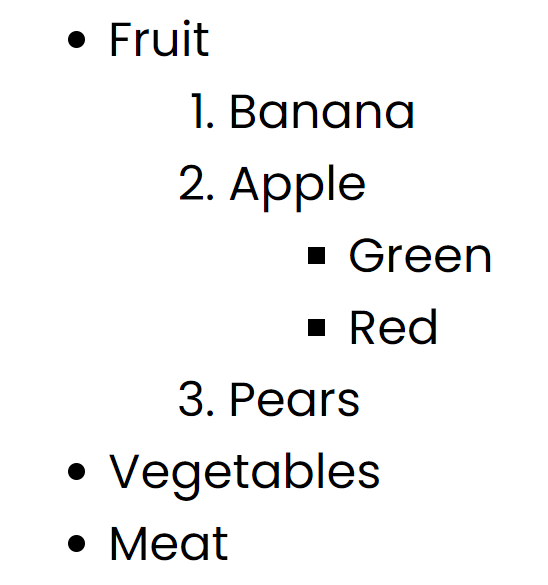 • Fruit
1. Banana
2. Apple
▪ Green
▪ Red
3. Pears
• Vegetables
• Meat